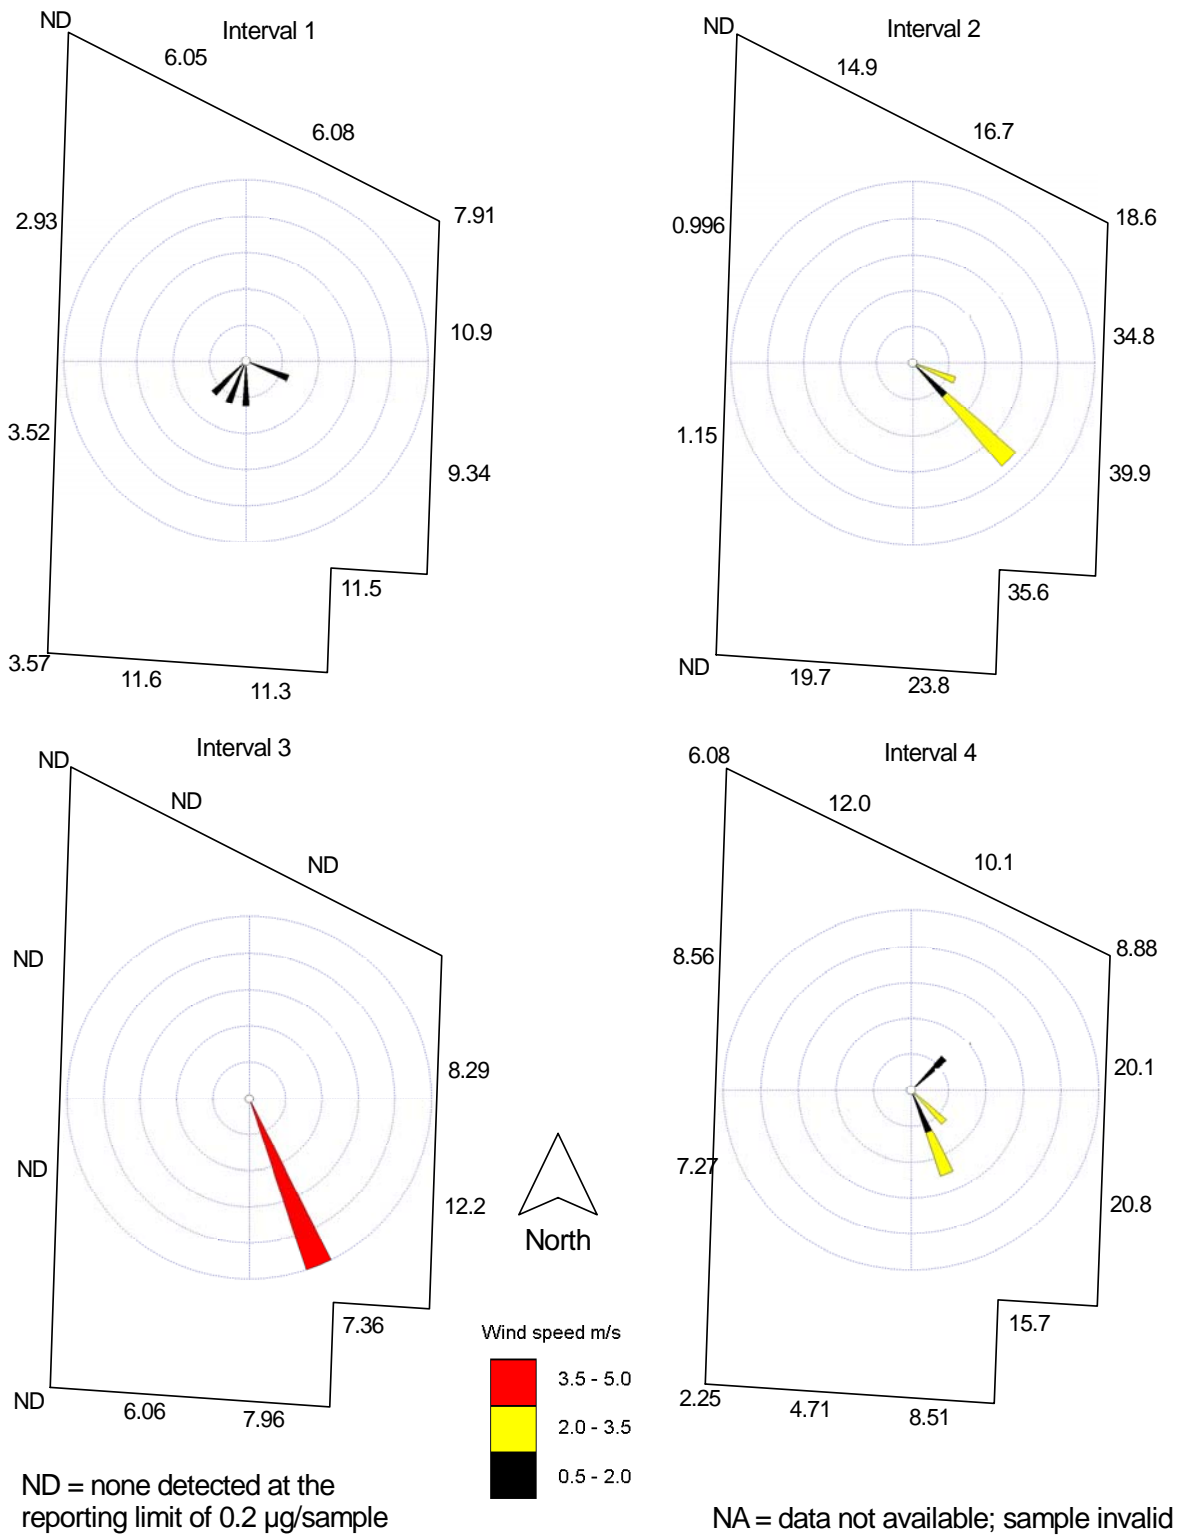 Interval 1
ND
6.05
6.08
7.91
2.93
10.9
3.52
9.34
11.5
3.57
11.6
11.3
Interval 2
ND
14.9
16.7
18.6
0.996
34.8
1.15
39.9
35.6
ND
19.7
23.8
Interval 3
ND
ND
ND
ND
8.29
ND
12.2
7.36
ND
6.06
7.96
Interval 4
6.08
12.0
10.1
8.88
8.56
20.1
7.27
20.8
15.7
2.25
4.71
8.51
North
Wind speed m/s
3.5 - 5.0
2.0 - 3.5
0.5 - 2.0
ND = none detected at the
reporting limit of 0.2 µg/sample
NA = data not available; sample invalid